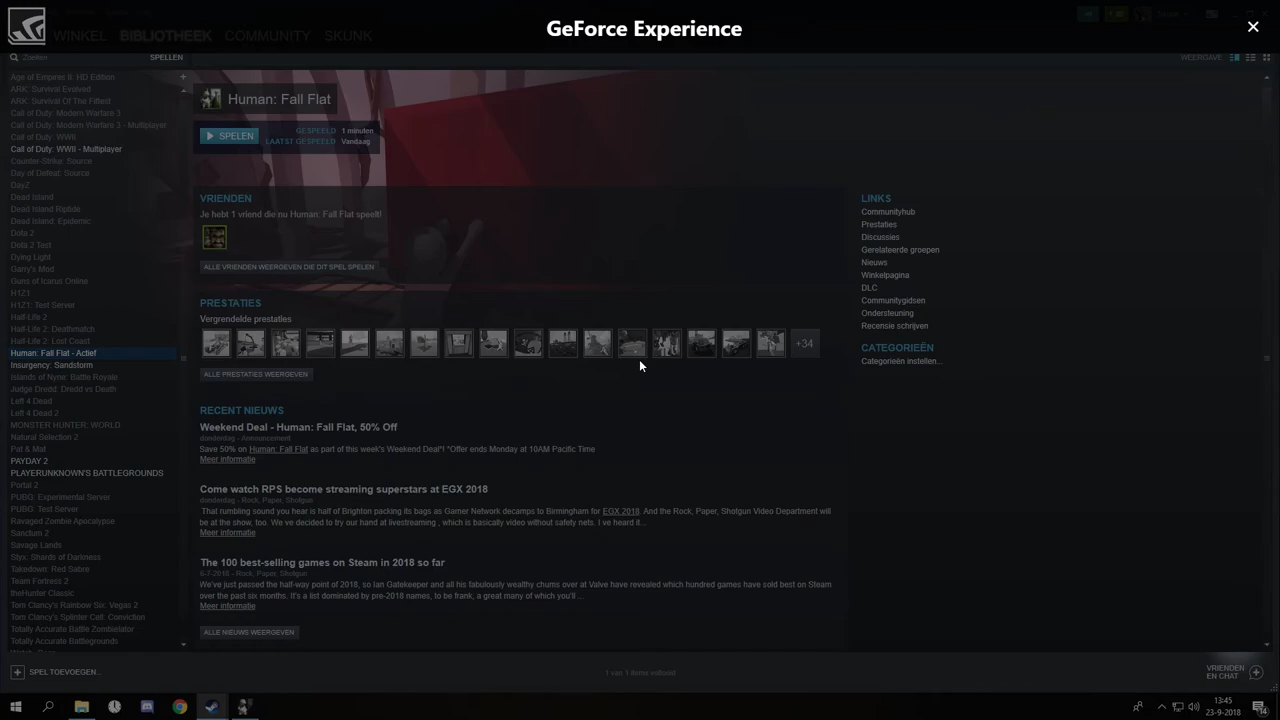 GeForce Experience
WINKEL BIBLIOTHEEK COMMUNITY SKUNK
Zoeken SPELLEN
WEERGAVE
Age of Empires II: HD Edition
ARK: Survival Evolved
ARK: Survival Of The Fittest
Call of Duty: Modern Warfare 3
Call of Duty: Modern Warfare 3 - Multiplayer
Call of Duty: WWII
Call of Duty: WWII - Multiplayer
Counter-Strike: Source
Day of Defeat: Source
DayZ
Dead Island
Dead Island Riptide
Dead Island: Epidemic
Dota 2
Dota 2 Test
Dying Light
Garry's Mod
Guns of Icarus Online
H1Z1
H1Z1: Test Server
Half-Life 2
Half-Life 2: Deathmatch
Half-Life 2: Lost Coast
Human: Fall Flat - Actief
Insurgency: Sandstorm
Islands of Nyne: Battle Royale
Judge Dredd: Dredd vs Death
Left 4 Dead
Left 4 Dead 2
MONSTER HUNTER: WORLD
Natural Selection 2
Pat & Mat
PAYDAY 2
PLAYERUNKNOWN'S BATTLEGROUNDS
Portal 2
PUBG: Experimental Server
PUBG: Test Server
Ravaged Zombie Apocalypse
Sanctum 2
Savage Lands
Styx: Shards of Darkness
Takedown: Red Sabre
Team Fortress 2
theHunter Classic
Tom Clancy's Rainbow Six: Vegas 2
Tom Clancy's Splinter Cell: Conviction
Totally Accurate Battle Zombielator
Totally Accurate Battlegrounds
Human: Fall Flat
SPELEN
GESPEELD 1 minuten
LAATST GESPEELD Vandaag
VRIENDEN
Je hebt 1 vriend die nu Human: Fall Flat speelt!
ALLE VRIENDEN WEERGEVEN DIE DIT SPEL SPELEN
PRESTATIES
Vergrendelde prestaties
+34
ALLE PRESTATIES WEERGEVEN
RECENT NIEUWS
Weekend Deal - Human: Fall Flat, 50% Off
donderdag - Announcement
Save 50% on Human: Fall Flat as part of this week's Weekend Deal*! *Offer ends Monday at 10AM Pacific Time
Meer informatie
Come watch RPS become streaming superstars at EGX 2018
donderdag - Rock, Paper, Shotgun
That rumbling sound you hear is half of Brighton packing its bags as Gamer Network decamps to Birmingham for EGX 2018. And the Rock, Paper, Shotgun Video Department will
be at the show, too. We ve decided to try our hand at livestreaming , which is basically video without safety nets. I ve heard it...
Meer informatie
The 100 best-selling games on Steam in 2018 so far
6-7-2018 - Rock, Paper, Shotgun
We've just passed the half-way point of 2018, so Ian Gatekeeper and all his fabulously wealthy chums over at Valve have revealed which hundred games have sold best on Steam
over the past six months. It's a list dominated by pre-2018 names, to be frank, a great many of which you'll ...
Meer informatie
ALLE NIEUWS WEERGEVEN
LINKS
Communityhub
Prestaties
Discussies
Gerelateerde groepen
Nieuws
Winkelpagina
DLC
Communitygidsen
Ondersteuning
Recensie schrijven
CATEGORIEËN
Categorieën instellen...
SPEL TOEVOEGEN...
1 van 1 items voltooid
VRIENDEN
EN CHAT
13:45
23-9-2018
14